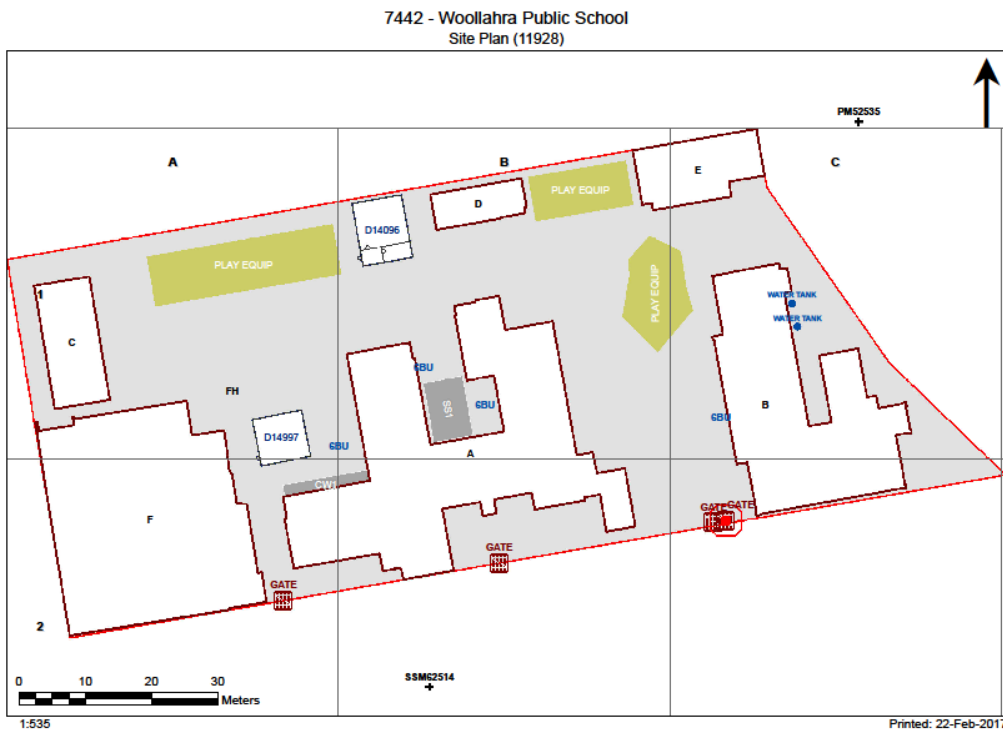 7442 - Woollahra Public School
Site Plan (11928)
PM52535
A
B
C
E
PLAY EQUIP
D
D14096
PLAY EQUIP
PLAY EQUIP
1
WATER TANK
WATER TANK
C
6BU
FH
SS1
6BU
B
6BU
D14997
6BU
A
CW1
F
GATE
GATE
GATE
GATE
2
SSM62514
0 10 20 30
Meters
1:535
Printed: 22-Feb-2017